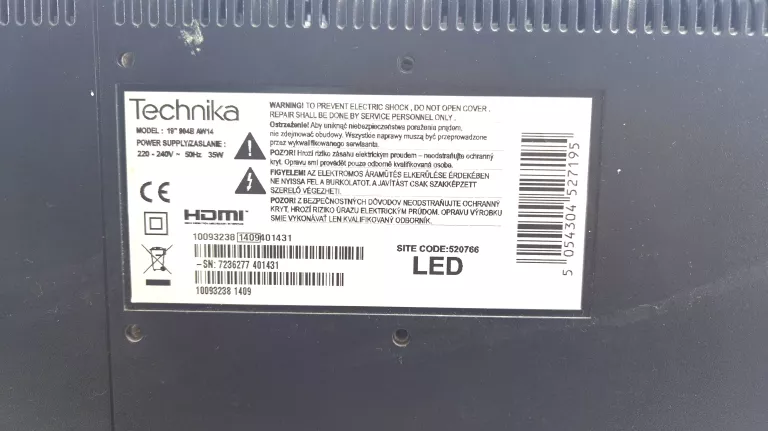 Technika
MODEL : 19" 984B AW14
POWER SUPPLY/ZASILANIE :
220 - 240V ~ 50Hz 35W
WARNING! TO PREVENT ELECTRIC SHOCK , DO NOT OPEN COVER .
REPAIR SHALL BE DONE BY SERVICE PERSONNEL ONLY .
Ostrzeżenie! Aby uniknąć niebezpieczeństwa porażenia prądem,
nie zdejmować obudowy. Wszelkie naprawy muszą być przeprowadzone
przez wykwalifikowanego serwisanta.
POZOR! Hrozí riziko zásahu elektrickým proudem – neodstraňujte ochranný
kryt. Opravu smí provádět pouze odborně kvalifikovaná osoba.
FIGYELEM! AZ ELEKTROMOS ÁRAMÜTÉS ELKERÜLÉSE ÉRDEKÉBEN
NE NYISSA FEL A BURKOLATOT. A JAVÍTÁST CSAK SZAKKÉPZETT
SZERELŐ VÉGEZHETI.
POZOR! Z BEZPEČNOSTNÝCH DÔVODOV NEODSTRAŇUJTE OCHRANNÝ
KRYT, HROZÍ RIZIKO ÚRAZU ELEKTRICKÝM PRÚDOM. OPRAVU VÝROBKU
SMIE VYKONÁVAŤ LEN KVALIFIKOVANÝ ODBORNÍK.
CE
HDMI
10093238 1409401431
-SN: 7236277 401431
10093238 1409
SITE CODE:520766
LED
5 054304 527195